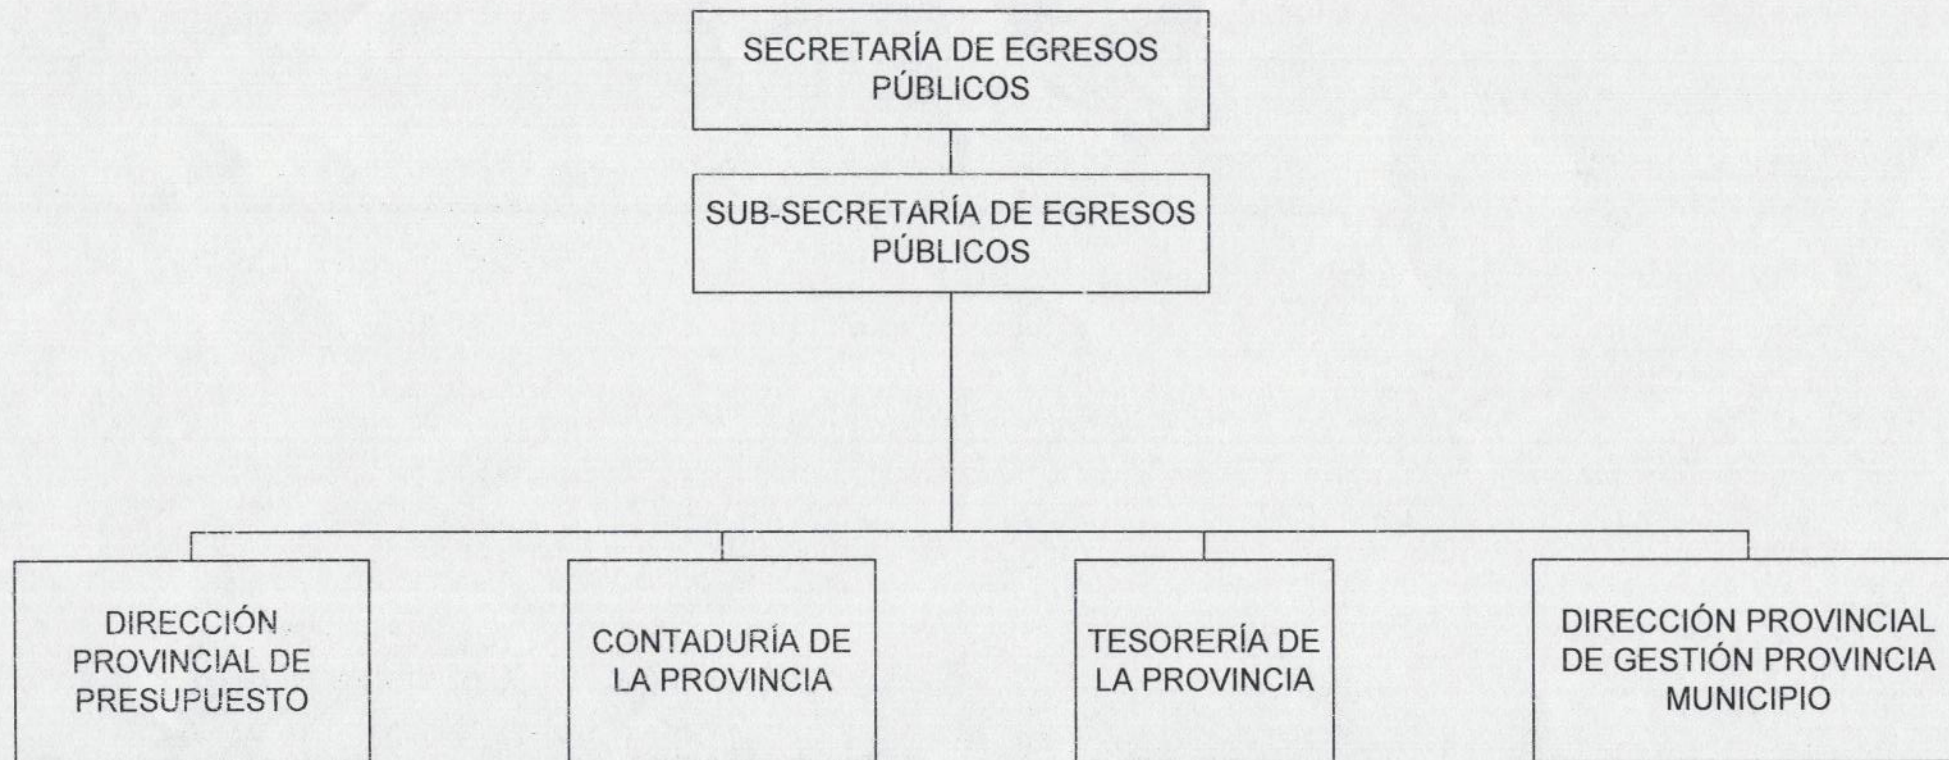 SECRETARÍA DE EGRESOS
PÚBLICOS
SUB-SECRETARÍA DE EGRESOS
PÚBLICOS
DIRECCIÓN
PROVINCIAL DE
PRESUPUESTO
CONTADURÍA DE
LA PROVINCIA
TESORERÍA DE
LA PROVINCIA
DIRECCIÓN PROVINCIAL
DE GESTIÓN PROVINCIA
MUNICIPIO